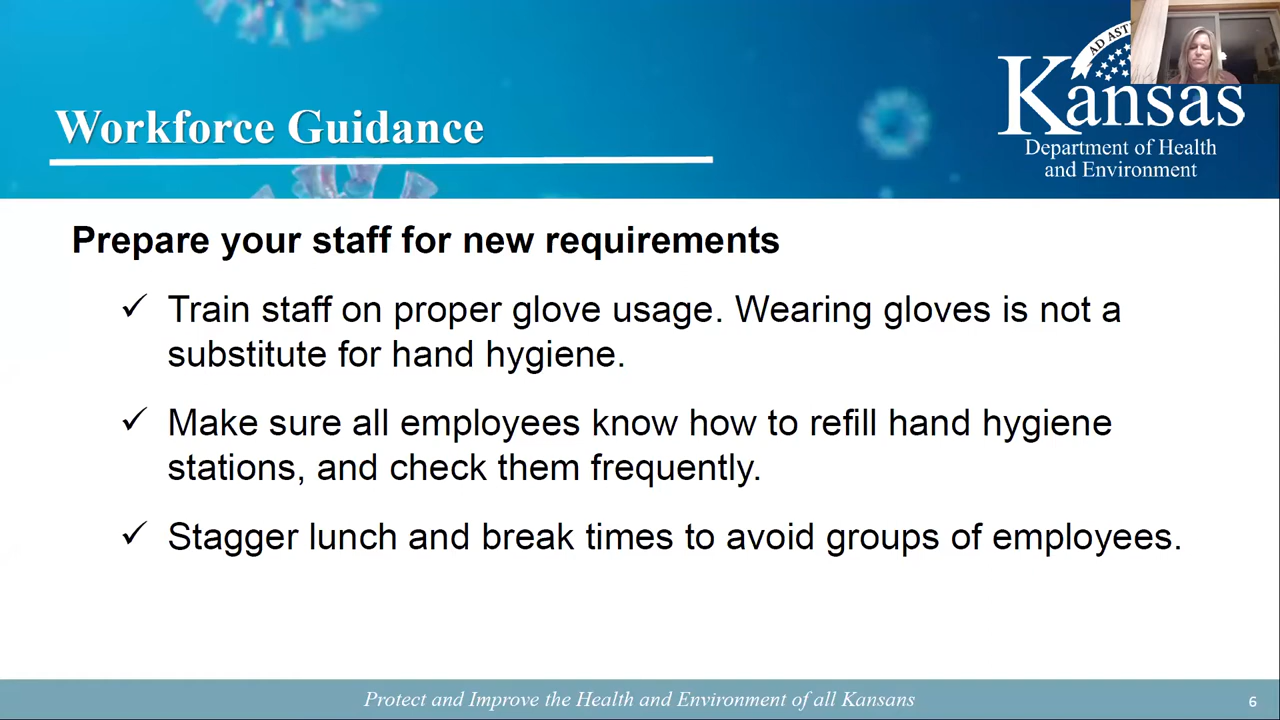 AD AST
Kansas
Department of Health
and Environment
Workforce Guidance
Prepare your staff for new requirements
✓ Train staff on proper glove usage. Wearing gloves is not a
substitute for hand hygiene.
✓ Make sure all employees know how to refill hand hygiene
stations, and check them frequently.
✓ Stagger lunch and break times to avoid groups of employees.
Protect and Improve the Health and Environment of all Kansans
6